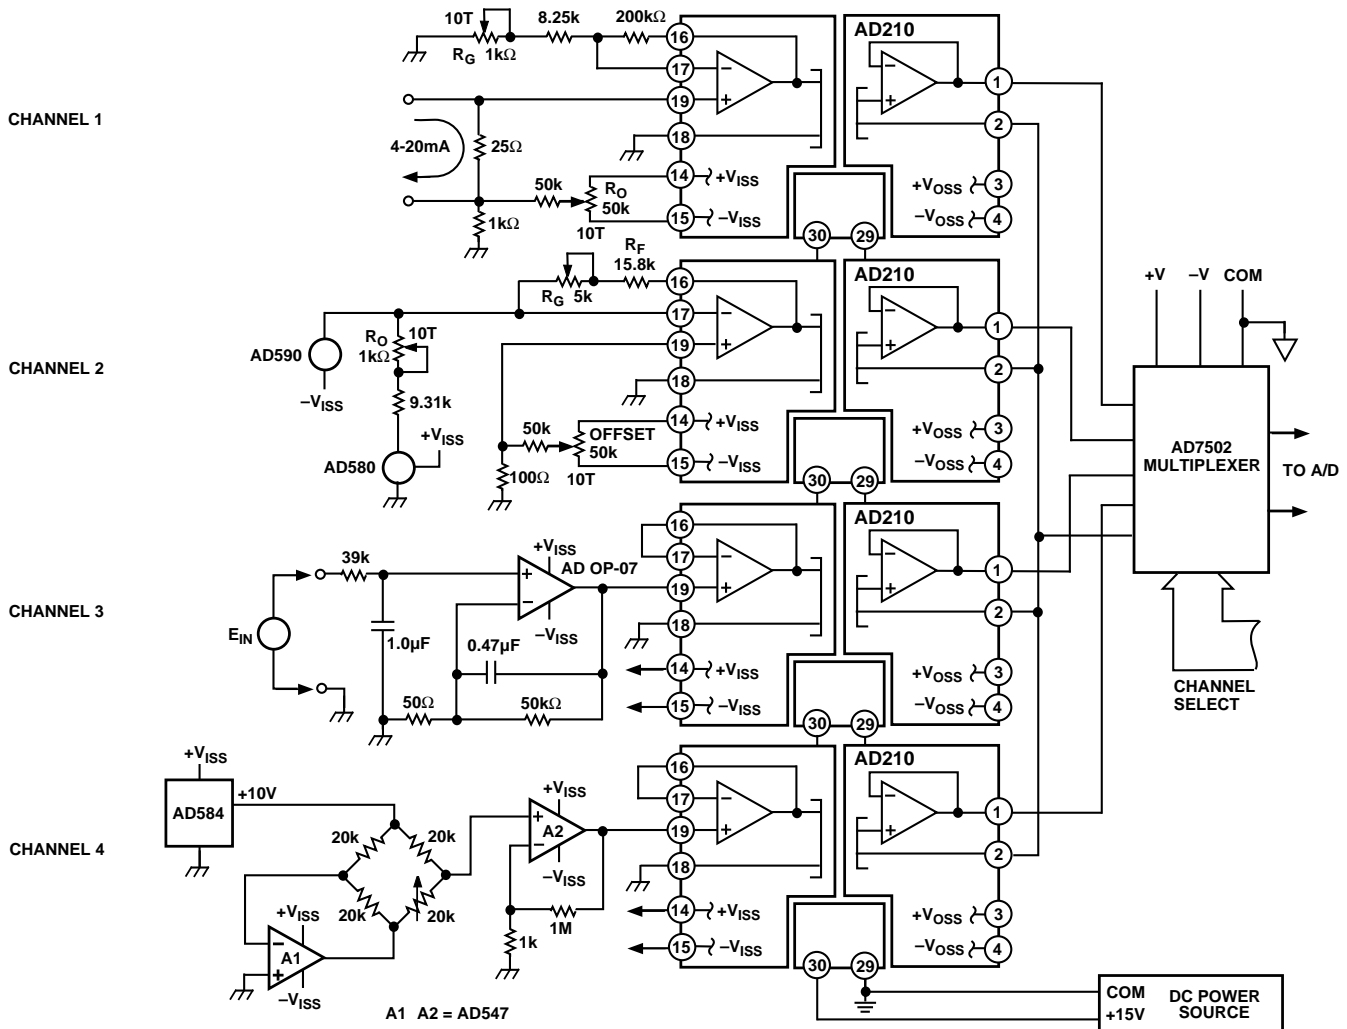 CHANNEL 1
10T
R_G 1kΩ
8.25k
200kΩ
16
17
19
18
14
15
4-20mA
25Ω
1kΩ
50k
R_O
50k
10T
+V_ISS
–V_ISS
30
29
AD210
1
2
3
4
+V_OSS
–V_OSS
CHANNEL 2
R_F
15.8k
R_G 5k
AD590
–V_ISS
R_O
1kΩ
10T
9.31k
+V_ISS
AD580
50k
100Ω
OFFSET
50k
10T
16
17
19
18
14
15
+V_ISS
–V_ISS
30
29
AD210
1
2
3
4
+V_OSS
–V_OSS
CHANNEL 3
39k
E_IN
1.0µF
+V_ISS
AD OP-07
–V_ISS
0.47µF
50Ω
50kΩ
16
17
19
18
14
15
+V_ISS
–V_ISS
30
29
AD210
1
2
3
4
+V_OSS
–V_OSS
CHANNEL 4
+V_ISS
AD584
+10V
20k
20k
20k
20k
+V_ISS
A1
–V_ISS
+V_ISS
A2
–V_ISS
1M
1k
A1 A2 = AD547
16
17
19
18
14
15
+V_ISS
–V_ISS
30
29
AD210
1
2
3
4
+V_OSS
–V_OSS
+V
–V
COM
AD7502
MULTIPLEXER
TO A/D
CHANNEL
SELECT
COM
+15V
DC POWER
SOURCE